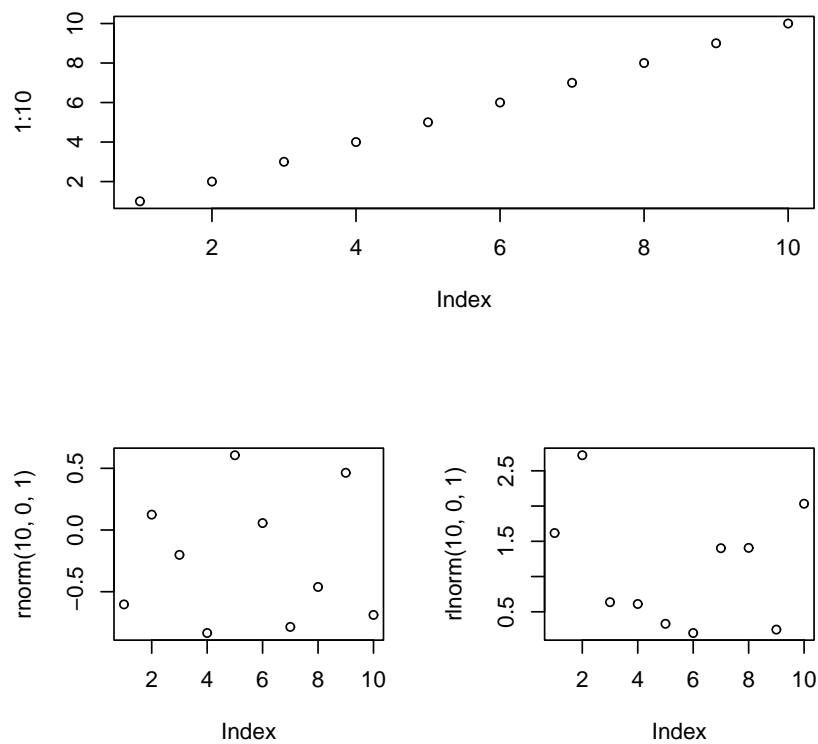 1:10
10
8
6
4
2
2 4 6 8 10
Index
rnorm(10, 0, 1)
0.5
0.0
−0.5
2 4 6 8 10
Index
rlnorm(10, 0, 1)
2.5
1.5
0.5
2 4 6 8 10
Index